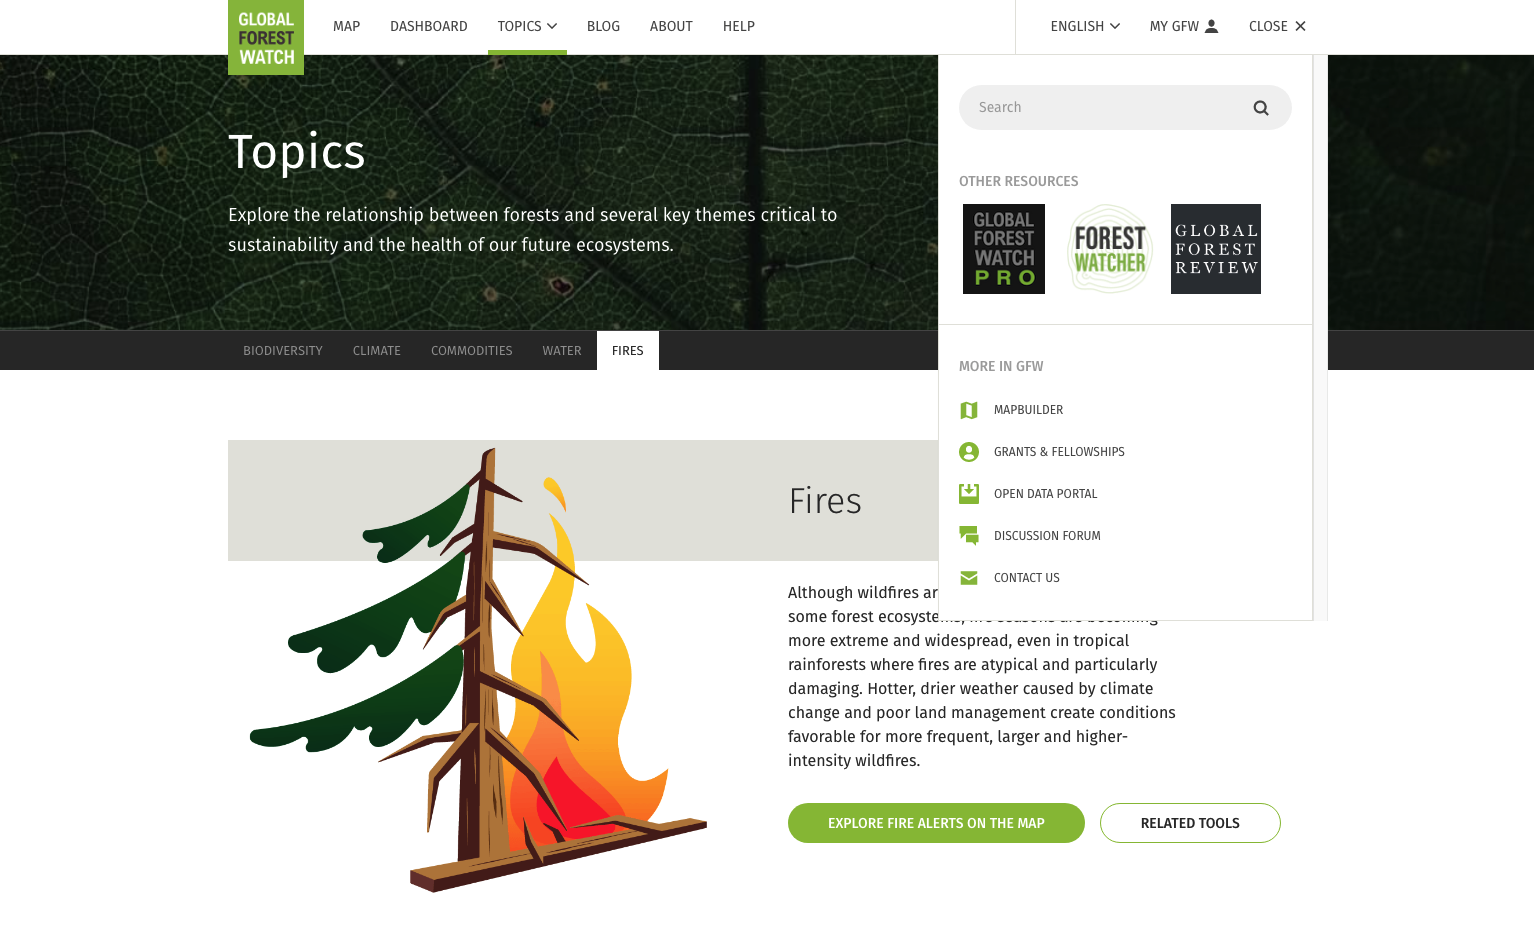 GLOBAL
FOREST
WATCH
MAP
DASHBOARD
TOPICS
BLOG
ABOUT
HELP
ENGLISH
MY GFW
CLOSE
Topics
Explore the relationship between forests and several key themes critical to
sustainability and the health of our future ecosystems.
BIODIVERSITY
CLIMATE
COMMODITIES
WATER
FIRES
Search
OTHER RESOURCES
GLOBAL
FOREST
WATCH
PRO
FOREST
WATCHER
GLOBAL
FOREST
REVIEW
MORE IN GFW
MAPBUILDER
GRANTS & FELLOWSHIPS
OPEN DATA PORTAL
DISCUSSION FORUM
CONTACT US
Fires
Although wildfires
some forest ecosystems, fire seasons are becoming
more extreme and widespread, even in tropical
rainforests where fires are atypical and particularly
damaging. Hotter, drier weather caused by climate
change and poor land management create conditions
favorable for more frequent, larger and higher-
intensity wildfires.
EXPLORE FIRE ALERTS ON THE MAP
RELATED TOOLS